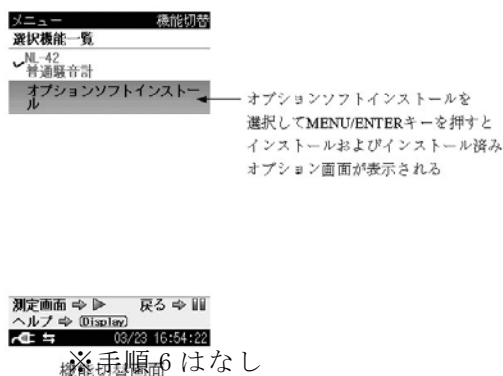 メニュー 機能切替
選択機能一覧
NL-42
普通騒音計
オプションソフトインストー
ル
オプションソフトインストールを
選択してMENU/ENTERキーを押すと
インストールおよびインストール済み
オプション画面が表示される
測定画面 ⇨ ▷ 戻る ⇨ ▯▯
ヘルプ ⇨ Display
03/23 16:54:22
※手順6はなし
機能切替画面